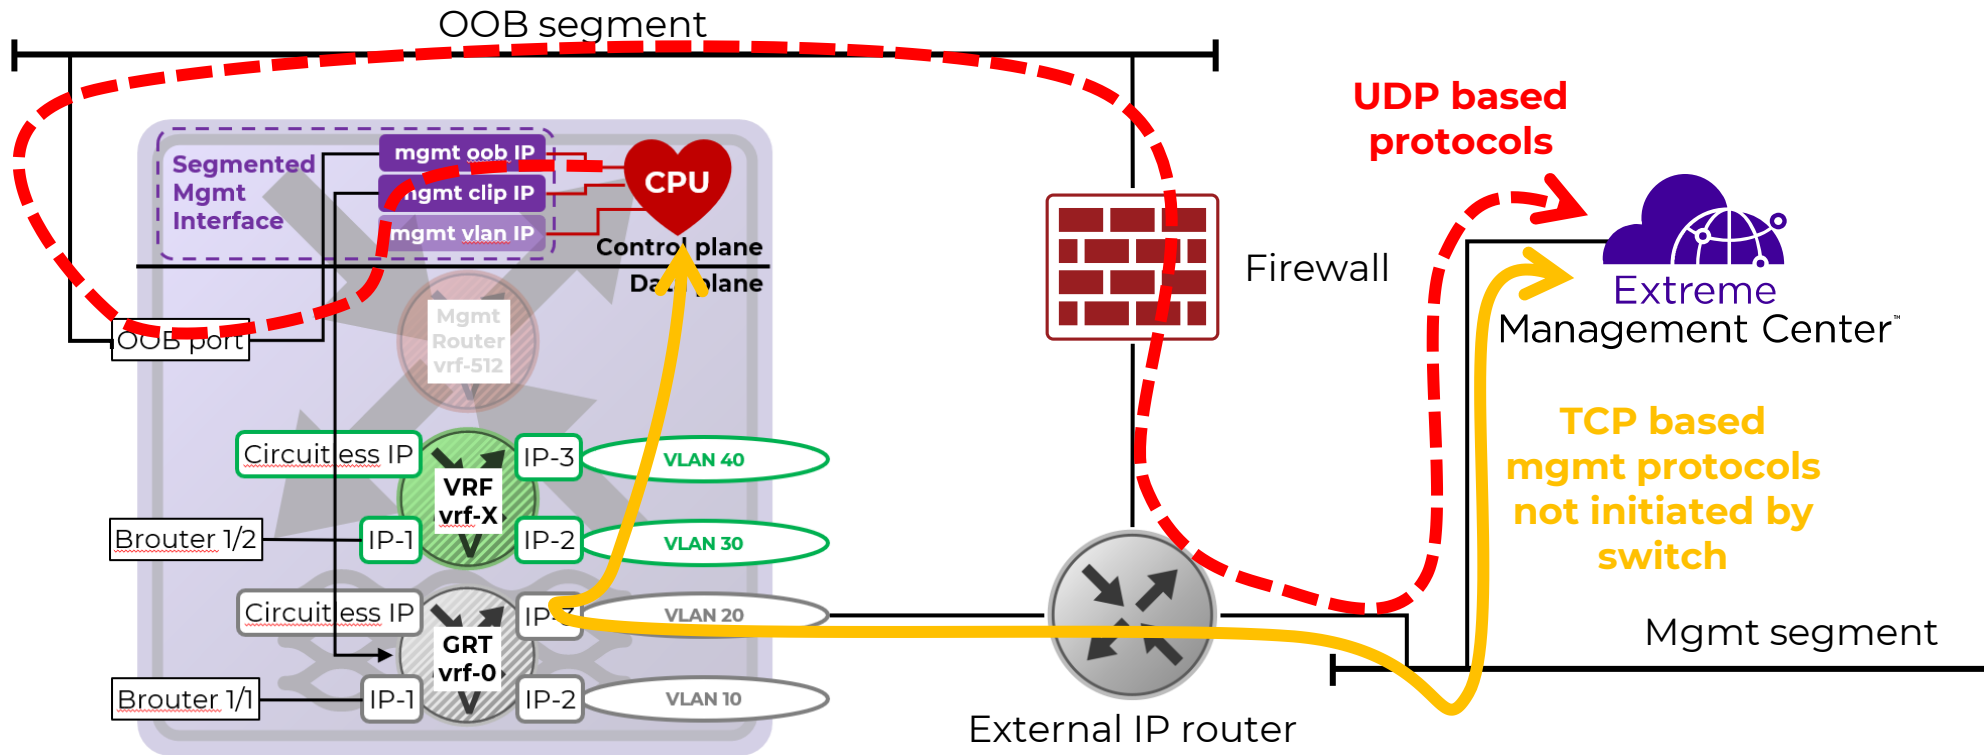 OOB segment
UDP based
protocols
Segmented
Mgmt
Interface
mgmt oob IP
mgmt clip IP
mgmt vlan IP
CPU
Control plane
Data plane
Firewall
Extreme
Management Center™
Mgmt
Router
vrf-512
OOB port
TCP based
mgmt protocols
not initiated by
switch
Circuitless IP
IP-3
VLAN 40
VRF
vrf-X
Brouter 1/2
IP-1
IP-2
VLAN 30
Circuitless IP
IP-3
VLAN 20
GRT
vrf-0
Mgmt segment
Brouter 1/1
IP-1
IP-2
VLAN 10
External IP router